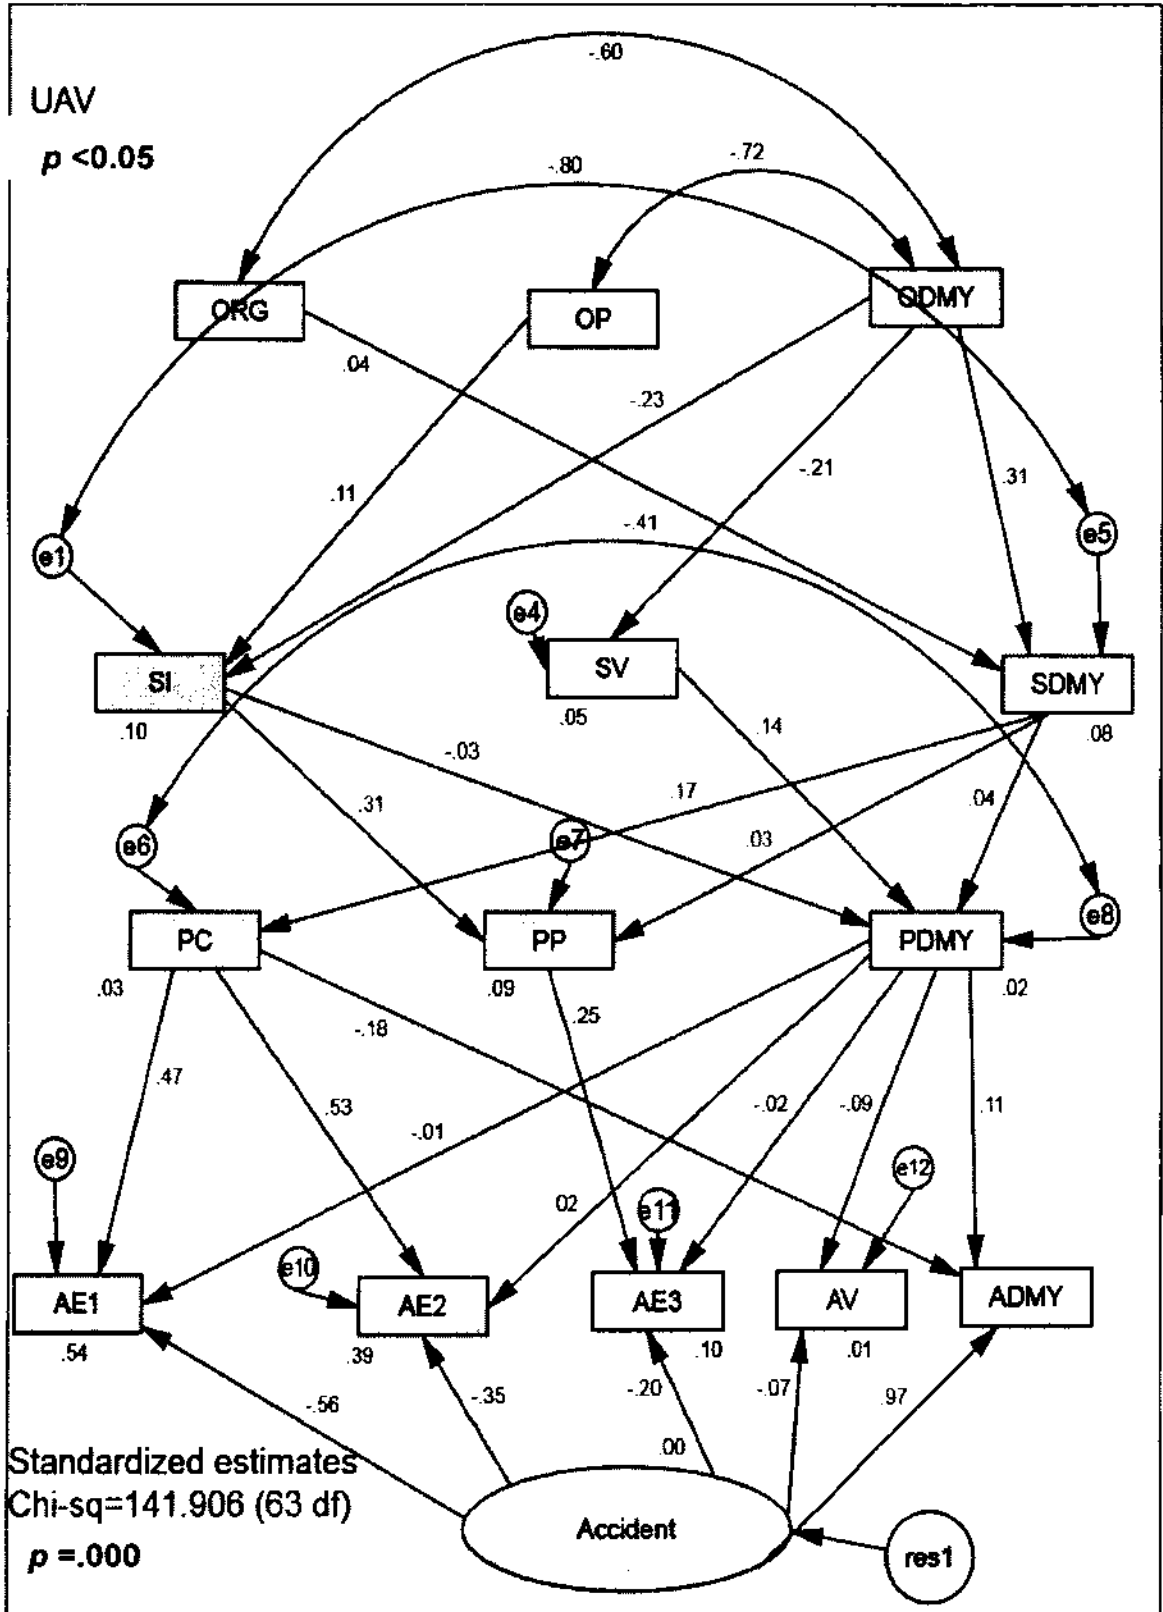 -.60
UAV
p <0.05
-.80
-.72
ORG
OP
ODMY
.04
-.23
-.21
.31
.11
-.41
e1
e5
e4
SI
SV
SDMY
.10
.05
.08
-.03
.14
.31
.17
.04
.03
e6
e7
e8
PC
PP
PDMY
.03
.09
.02
-.18
.25
.47
.53
-.01
-.02
-.09
.11
e9
e12
02
e11
e10
AE1
AE2
AE3
AV
ADMY
.54
.39
.10
.01
-.56
-.35
-.20
-.07
.97
.00
Standardized estimates
Chi-sq=141.906 (63 df)
p =.000
Accident
res1